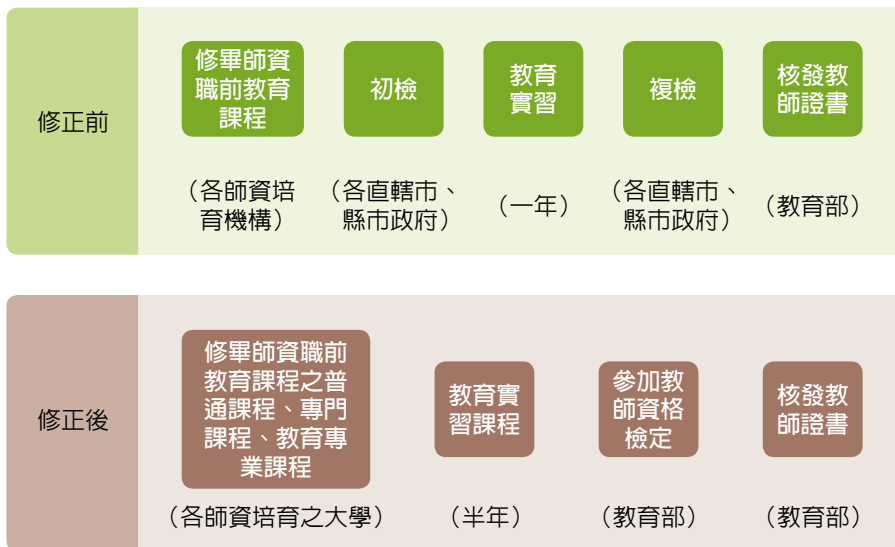 修正前
修畢師資
職前教育
課程
初檢
教育
實習
複檢
核發教
師證書
(各師資培
育機構)
(各直轄市、
縣市政府)
(一年)
(各直轄市、
縣市政府)
(教育部)
修正後
修畢師資職前
教育課程之普
通課程、專門
課程、教育專
業課程
教育實
習課程
參加教
師資格
檢定
核發教
師證書
(各師資培育之大學)
(半年)
(教育部)
(教育部)